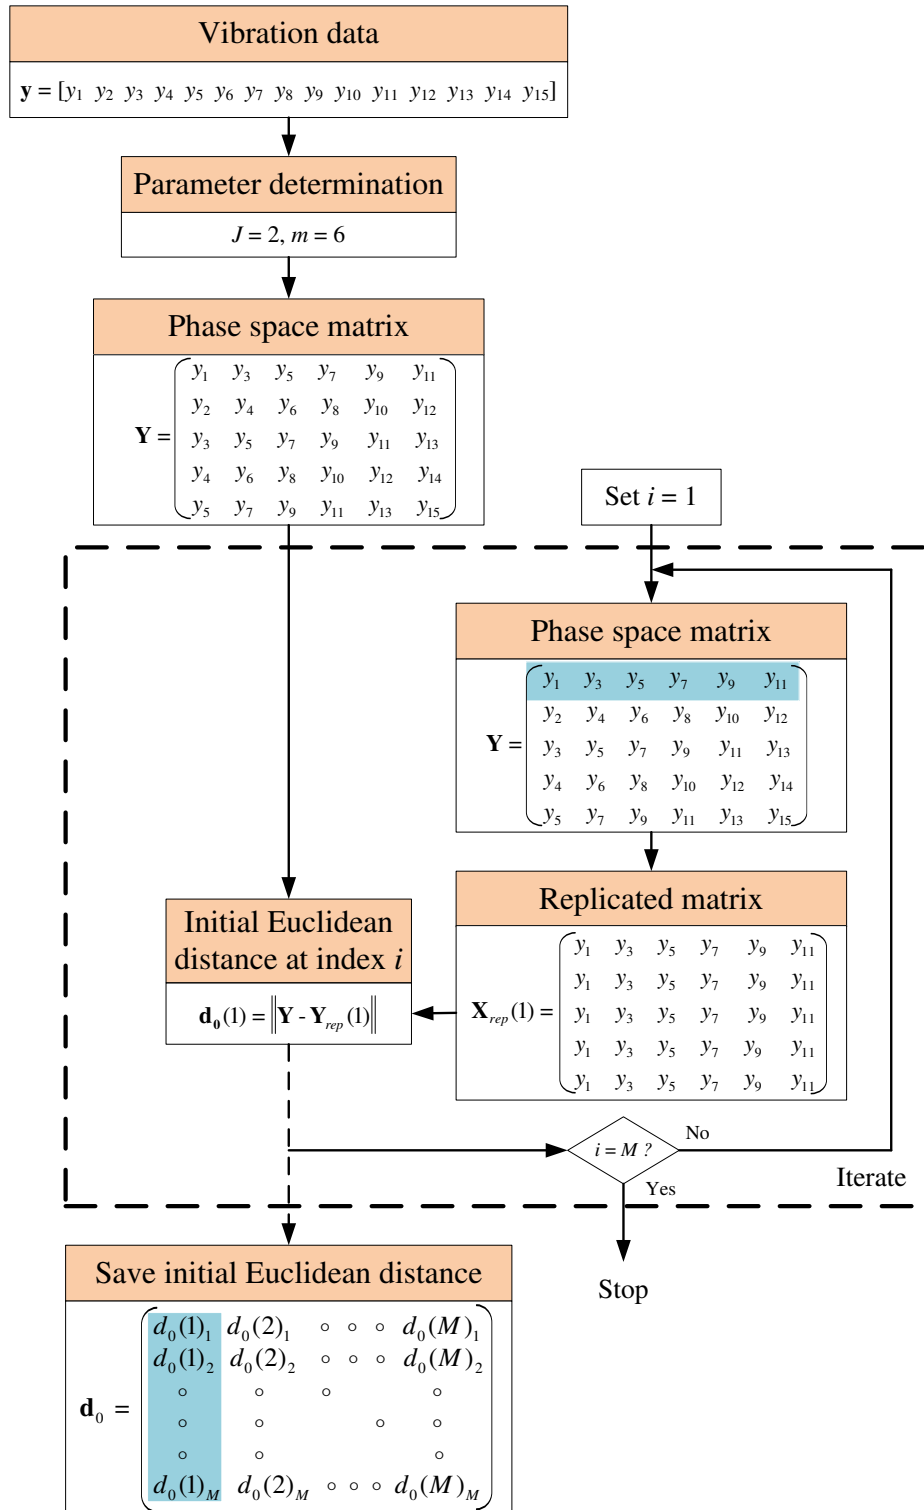 Vibration data
y = [y₁ y₂ y₃ y₄ y₅ y₆ y₇ y₈ y₉ y₁₀ y₁₁ y₁₂ y₁₃ y₁₄ y₁₅]
Parameter determination
J = 2, m = 6
Phase space matrix
y₁ y₃ y₅ y₇ y₉ y₁₁
y₂ y₄ y₆ y₈ y₁₀ y₁₂
Y = y₃ y₅ y₇ y₉ y₁₁ y₁₃
y₄ y₆ y₈ y₁₀ y₁₂ y₁₄
y₅ y₇ y₉ y₁₁ y₁₃ y₁₅
Set i = 1
Phase space matrix
y₁ y₃ y₅ y₇ y₉ y₁₁
y₂ y₄ y₆ y₈ y₁₀ y₁₂
Y = y₃ y₅ y₇ y₉ y₁₁ y₁₃
y₄ y₆ y₈ y₁₀ y₁₂ y₁₄
y₅ y₇ y₉ y₁₁ y₁₃ y₁₅
Replicated matrix
y₁ y₃ y₅ y₇ y₉ y₁₁
y₁ y₃ y₅ y₇ y₉ y₁₁
X_rep(1) = y₁ y₃ y₅ y₇ y₉ y₁₁
y₁ y₃ y₅ y₇ y₉ y₁₁
y₁ y₃ y₅ y₇ y₉ y₁₁
Initial Euclidean
distance at index i
d₀(1) = ‖Y - Y_rep(1)‖
i = M ?
No
Yes
Iterate
Stop
Save initial Euclidean distance
d₀(1)₁ d₀(2)₁ ∘ ∘ ∘ d₀(M)₁
d₀(1)₂ d₀(2)₂ ∘ ∘ ∘ d₀(M)₂
∘ ∘ ∘ ∘
d₀ = ∘ ∘ ∘ ∘
∘ ∘ ∘
d₀(1)_M d₀(2)_M ∘ ∘ ∘ d₀(M)_M